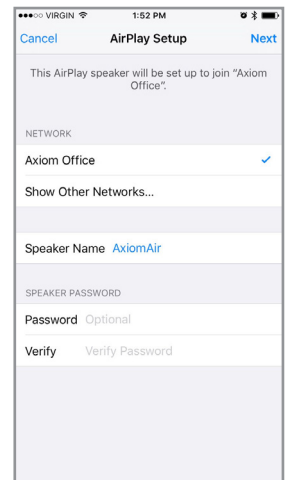 VIRGIN 1:52 PM
Cancel AirPlay Setup Next
This AirPlay speaker will be set up to join “Axiom
Office”.
NETWORK
Axiom Office
Show Other Networks...
Speaker Name AxiomAir
SPEAKER PASSWORD
Password Optional
Verify Verify Password